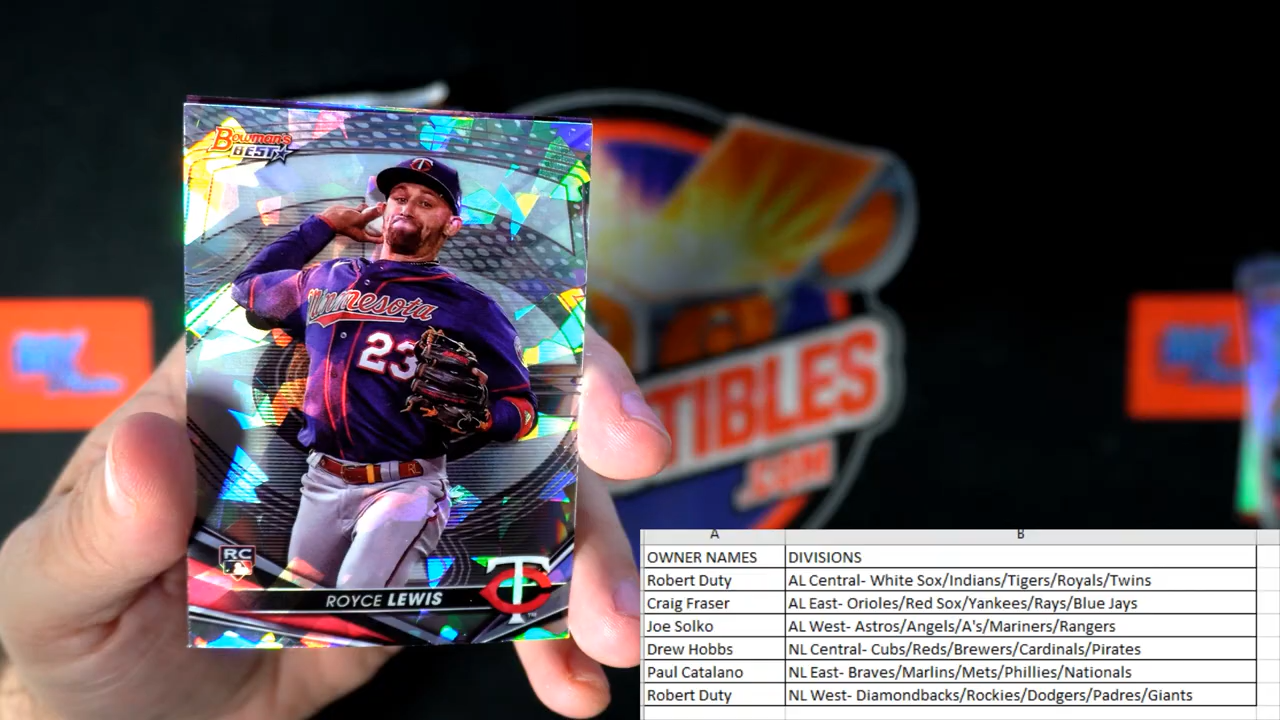 Bowman's
BEST
Minnesota
23
RC
ROYCE LEWIS
TIBLES
.COM
A B
OWNER NAMES DIVISIONS
Robert Duty AL Central- White Sox/Indians/Tigers/Royals/Twins
Craig Fraser AL East- Orioles/Red Sox/Yankees/Rays/Blue Jays
Joe Solko AL West- Astros/Angels/A's/Mariners/Rangers
Drew Hobbs NL Central- Cubs/Reds/Brewers/Cardinals/Pirates
Paul Catalano NL East- Braves/Marlins/Mets/Phillies/Nationals
Robert Duty NL West- Diamondbacks/Rockies/Dodgers/Padres/Giants